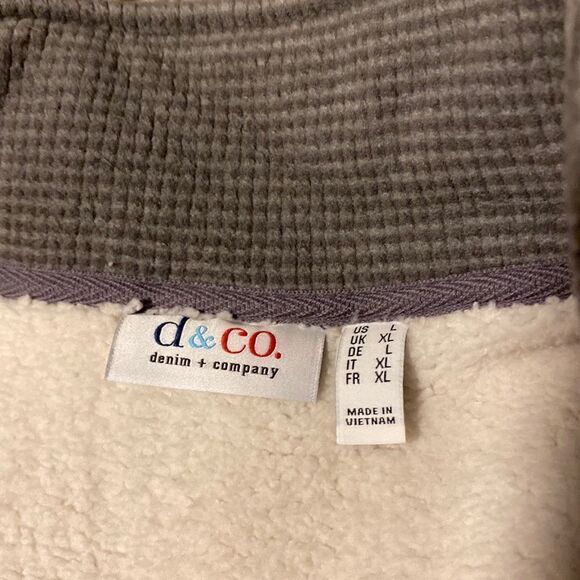 d&co.
denim + company
US L
UK XL
DE L
IT XL
FR XL
MADE IN
VIETNAM